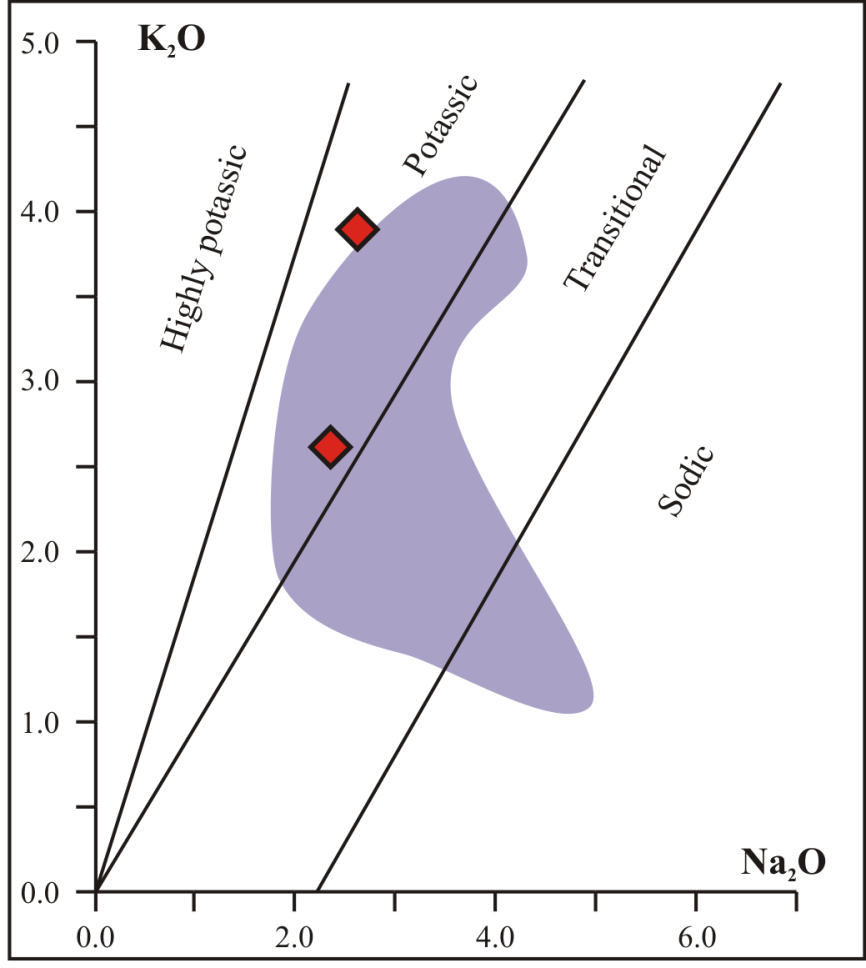 K₂O
5.0
4.0
3.0
2.0
1.0
0.0
Highly potassic
Potassic
Transitional
Sodic
Na₂O
0.0 2.0 4.0 6.0